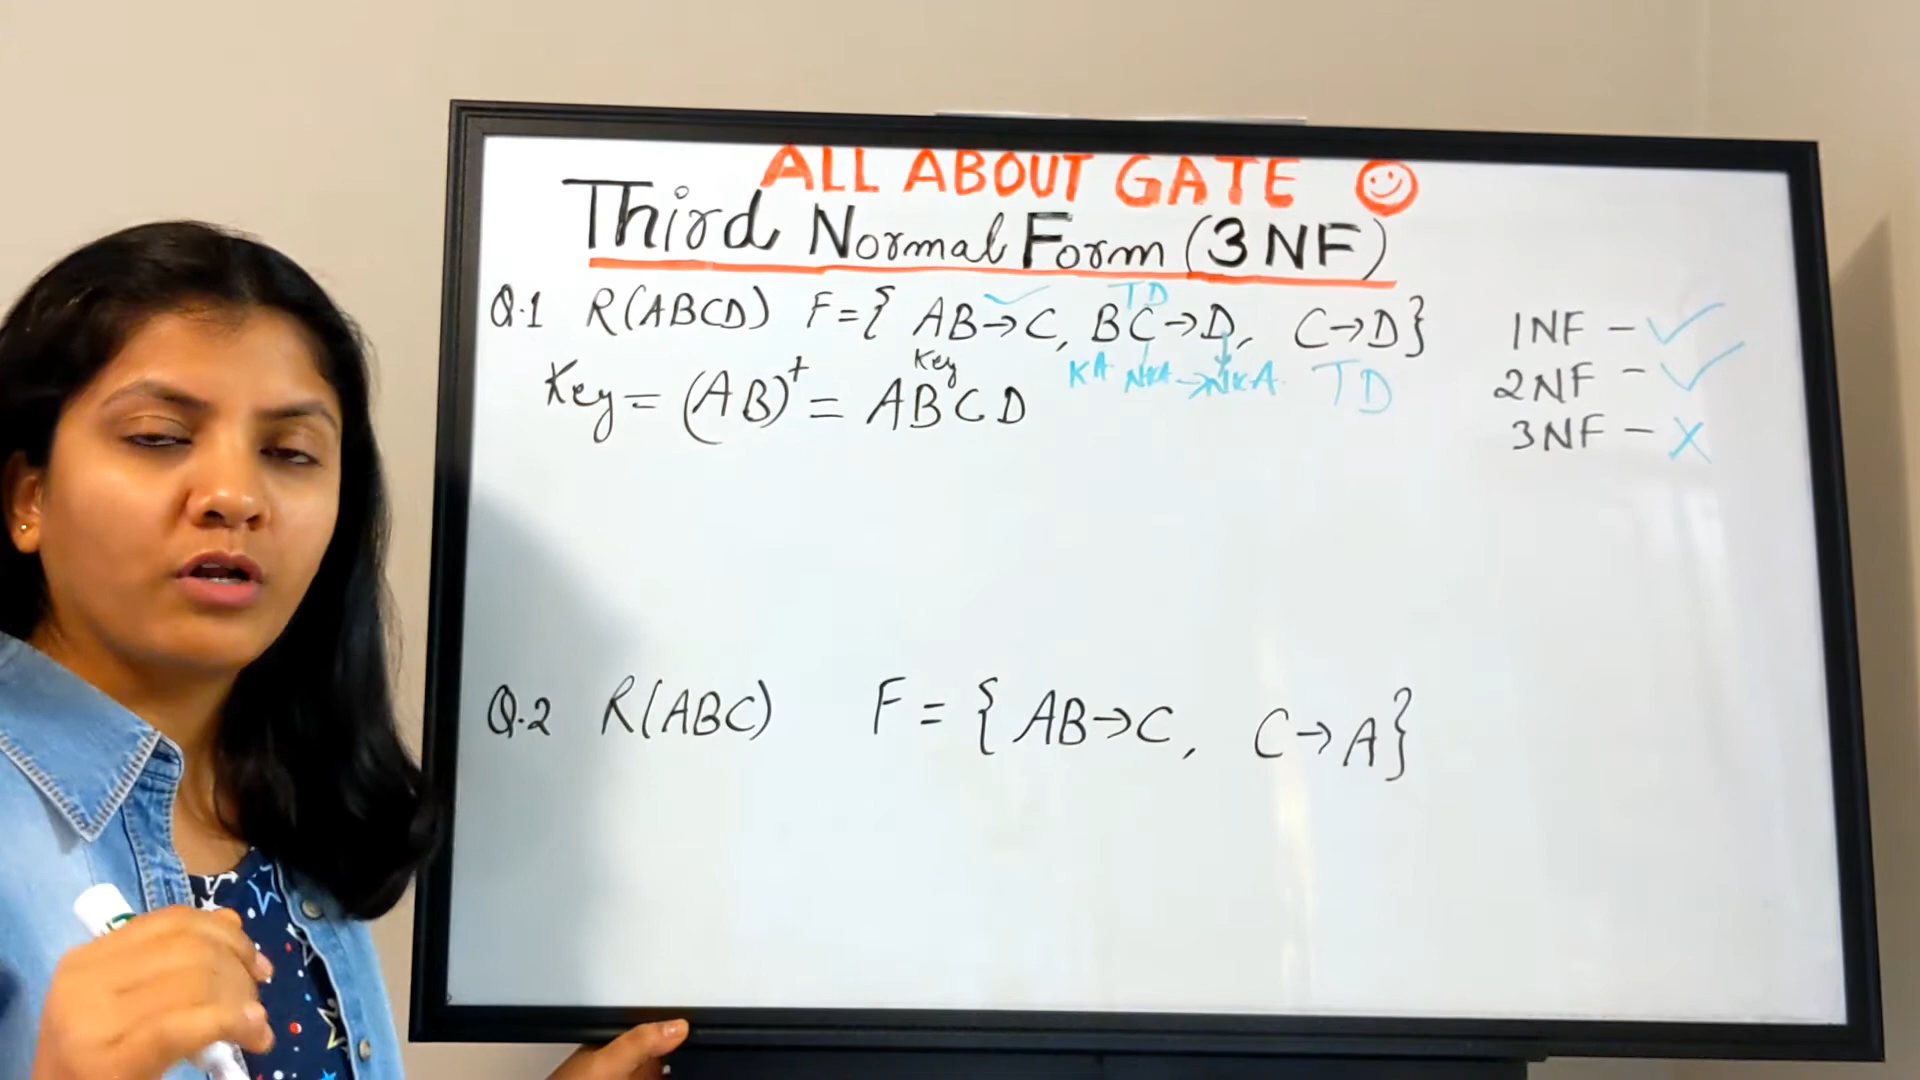 ALL ABOUT GATE
Third Normal Form (3NF)
TD
Q.1 R(ABCD) F={ AB→C, BC→D, C→D}
Key KA NKA→NKA TD
Key = (AB)⁺ = ABCD
1NF - ✓
2NF - ✓
3NF - X
Q.2 R(ABC) F = { AB→C, C→A}